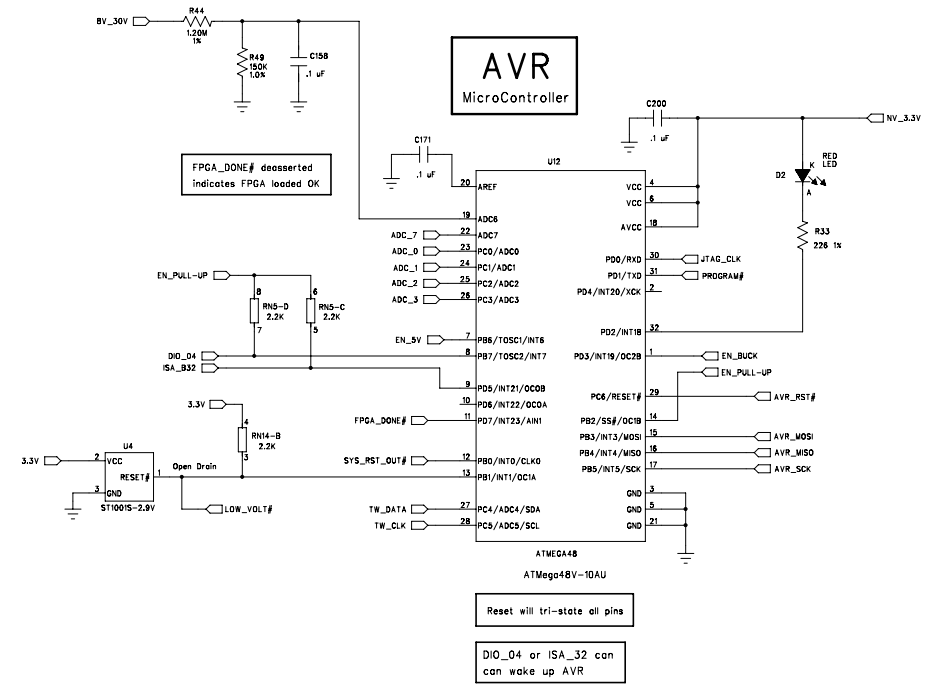 8V_30V
R44
1.20M
1%
R49
150K
1.0%
C158
.1 uF
AVR
MicroController
FPGA_DONE# deasserted
indicates FPGA loaded OK
C171
.1 uF
C200
.1 uF
NV_3.3V
K RED
LED
D2
A
R33
226 1%
U12
20 AREF
19 ADC6
ADC_7 22 ADC7
ADC_0 23 PC0/ADC0
ADC_1 24 PC1/ADC1
ADC_2 25 PC2/ADC2
ADC_3 26 PC3/ADC3
EN_PULL-UP
8
RN5-D
2.2K
7
6
RN5-C
2.2K
5
EN_5V 7 PB6/TOSC1/INT6
DIO_04 8 PB7/TOSC2/INT7
ISA_B32
9 PD5/INT21/OC0B
10 PD6/INT22/OC0A
FPGA_DONE# 11 PD7/INT23/AIN1
3.3V
4
RN14-B
2.2K
3
SYS_RST_OUT# 12 PB0/INT0/CLKO
13 PB1/INT1/OC1A
U4
3.3V 2 VCC
RESET# 1 Open Drain
3 GND
ST1001S-2.9V
LOW_VOLT#
TW_DATA 27 PC4/ADC4/SDA
TW_CLK 28 PC5/ADC5/SCL
VCC 4
VCC 6
AVCC 18
PD0/RXD 30 JTAG_CLK
PD1/TXD 31 PROGRAM#
PD4/INT20/XCK 2
PD2/INT18 32
PD3/INT19/OC2B 1 EN_BUCK
EN_PULL-UP
PC6/RESET# 29 AVR_RST#
PB2/SS#/OC1B 14
PB3/INT3/MOSI 15 AVR_MOSI
PB4/INT4/MISO 16 AVR_MISO
PB5/INT5/SCK 17 AVR_SCK
GND 3
GND 5
GND 21
ATMEGA48
ATMega48V-10AU
Reset will tri-state all pins
DIO_04 or ISA_32 can
can wake up AVR